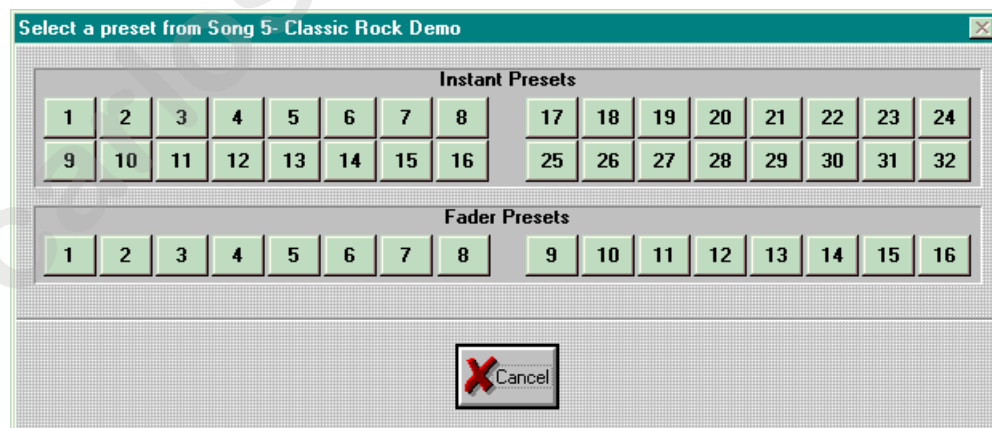 Select a preset from Song 5- Classic Rock Demo
Instant Presets
1 2 3 4 5 6 7 8 17 18 19 20 21 22 23 24
9 10 11 12 13 14 15 16 25 26 27 28 29 30 31 32
Fader Presets
1 2 3 4 5 6 7 8 9 10 11 12 13 14 15 16
Cancel
Carlos